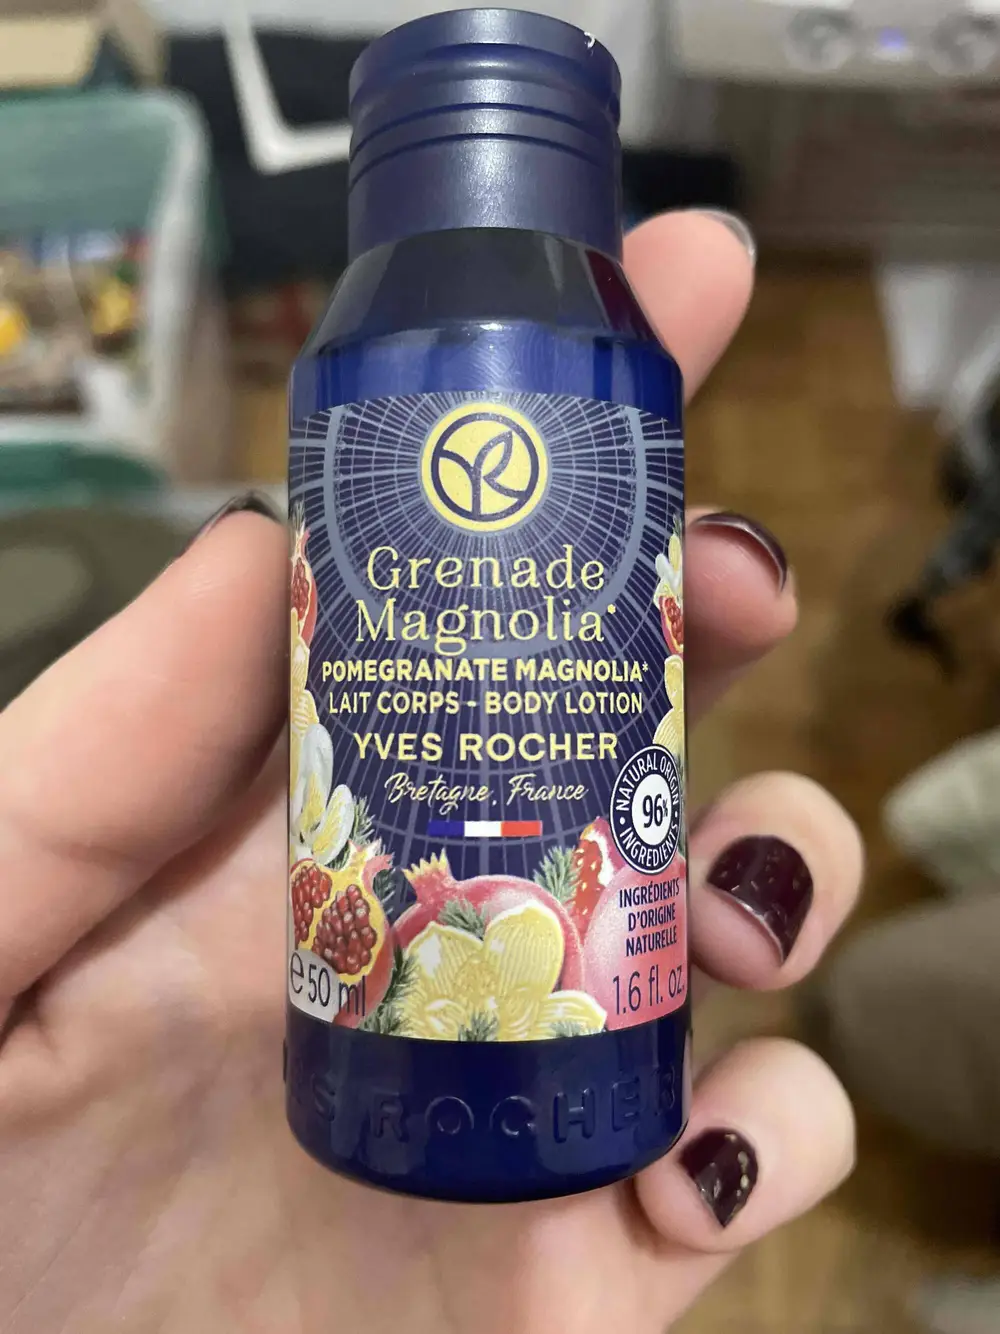 Grenade
Magnolia*
POMEGRANATE MAGNOLIA*
LAIT CORPS - BODY LOTION
YVES ROCHER
Bretagne, France
NATURAL ORIGIN
96%
INGREDIENTS
INGRÉDIENTS
D'ORIGINE
NATURELLE
e 50 ml
1.6 fl. oz.
S ROCHER